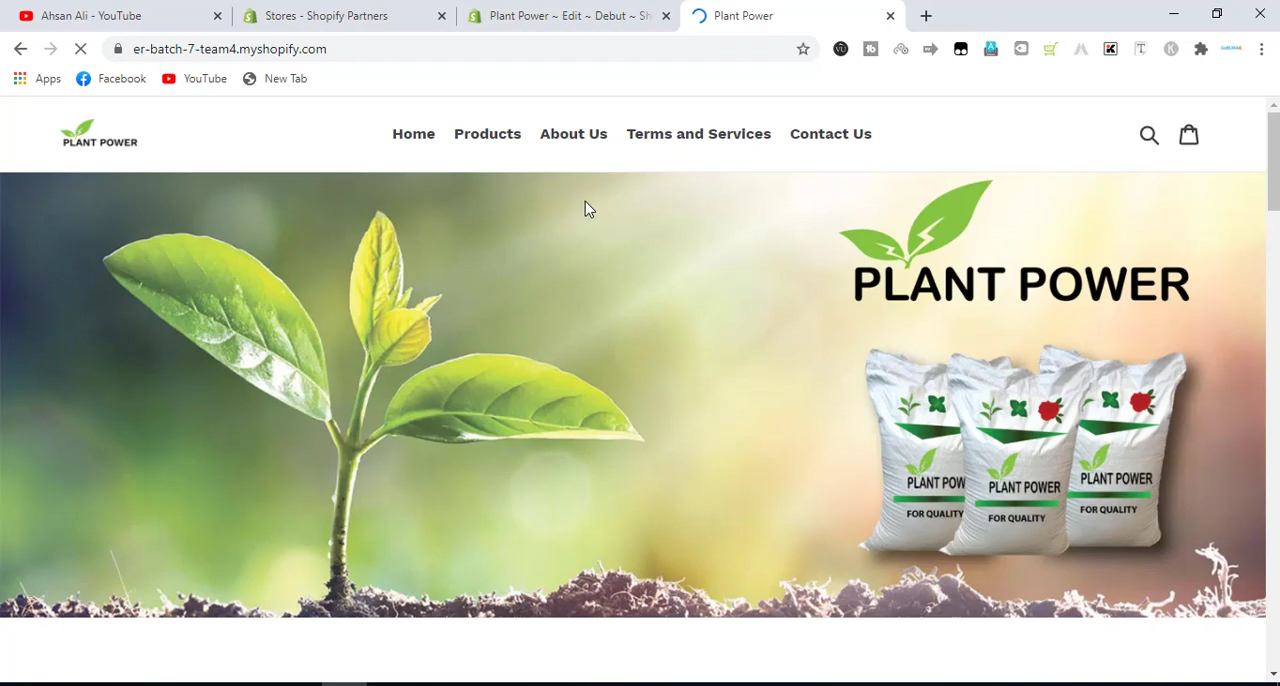 Ahsan Ali - YouTube
Stores - Shopify Partners
Plant Power ~ Edit ~ Debut ~ Sh
Plant Power
er-batch-7-team4.myshopify.com
Apps
Facebook
YouTube
New Tab
PLANT POWER
Home
Products
About Us
Terms and Services
Contact Us
PLANT POWER
PLANT POW
PLANT POWER
PLANT POWER
FOR QUALITY
FOR QUALITY
FOR QUALITY